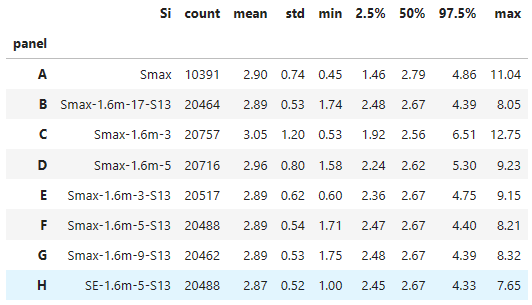 Si count mean std min 2.5% 50% 97.5% max
panel
A Smax 10391 2.90 0.74 0.45 1.46 2.79 4.86 11.04
B Smax-1.6m-17-S13 20464 2.89 0.53 1.74 2.48 2.67 4.39 8.05
C Smax-1.6m-3 20757 3.05 1.20 0.53 1.92 2.56 6.51 12.75
D Smax-1.6m-5 20716 2.96 0.80 1.58 2.24 2.62 5.30 9.23
E Smax-1.6m-3-S13 20517 2.89 0.62 0.60 2.36 2.67 4.75 9.15
F Smax-1.6m-5-S13 20488 2.89 0.54 1.71 2.47 2.67 4.40 8.21
G Smax-1.6m-9-S13 20462 2.89 0.53 1.75 2.48 2.67 4.39 8.32
H SE-1.6m-5-S13 20488 2.87 0.52 1.00 2.45 2.67 4.33 7.65